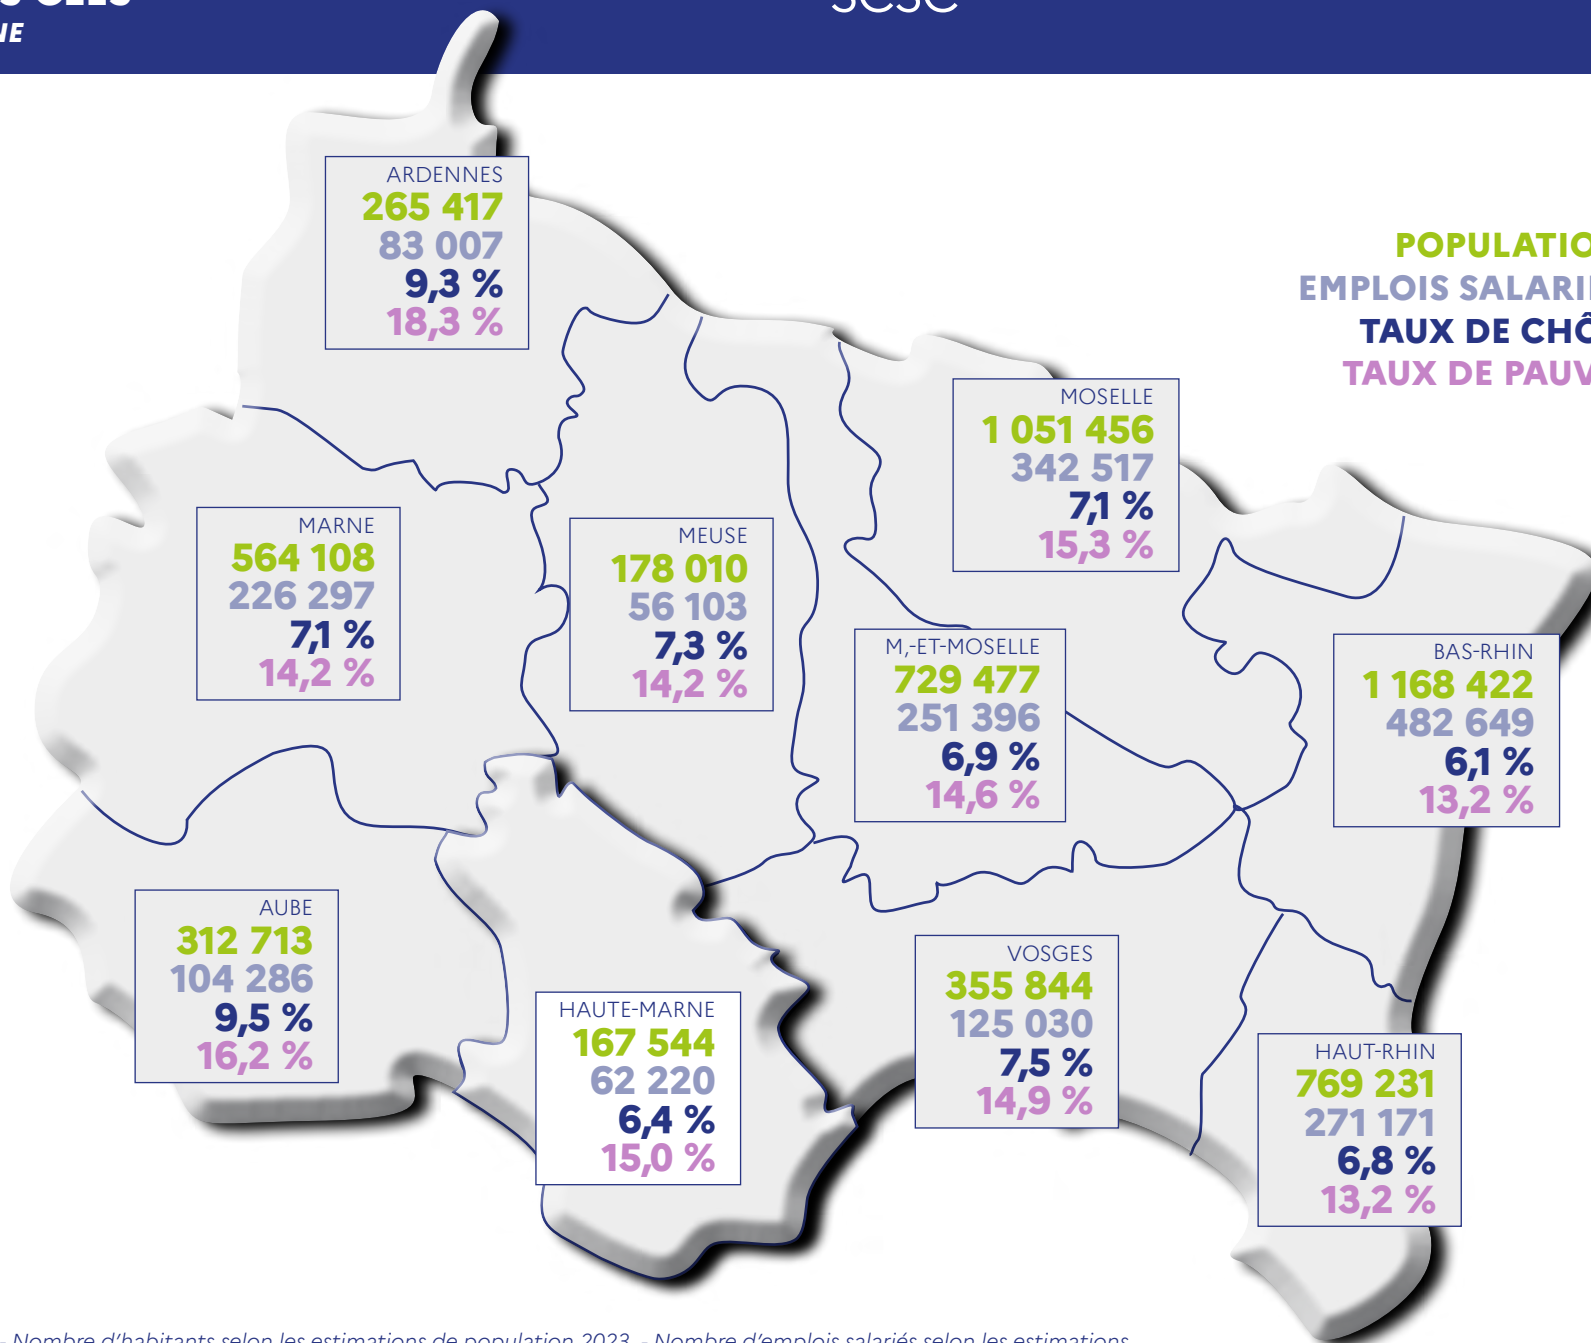 NE
ARDENNES
265 417
83 007
9,3 %
18,3 %
POPULATIO
EMPLOIS SALARI
TAUX DE CHÔ
TAUX DE PAUV
MOSELLE
1 051 456
342 517
7,1 %
15,3 %
MARNE
564 108
226 297
7,1 %
14,2 %
MEUSE
178 010
56 103
7,3 %
14,2 %
M,-ET-MOSELLE
729 477
251 396
6,9 %
14,6 %
BAS-RHIN
1 168 422
482 649
6,1 %
13,2 %
AUBE
312 713
104 286
9,5 %
16,2 %
HAUTE-MARNE
167 544
62 220
6,4 %
15,0 %
VOSGES
355 844
125 030
7,5 %
14,9 %
HAUT-RHIN
769 231
271 171
6,8 %
13,2 %
- Nombre d'habitants selon les estimations de population 2023 - Nombre d'emplois salariés selon les estimations